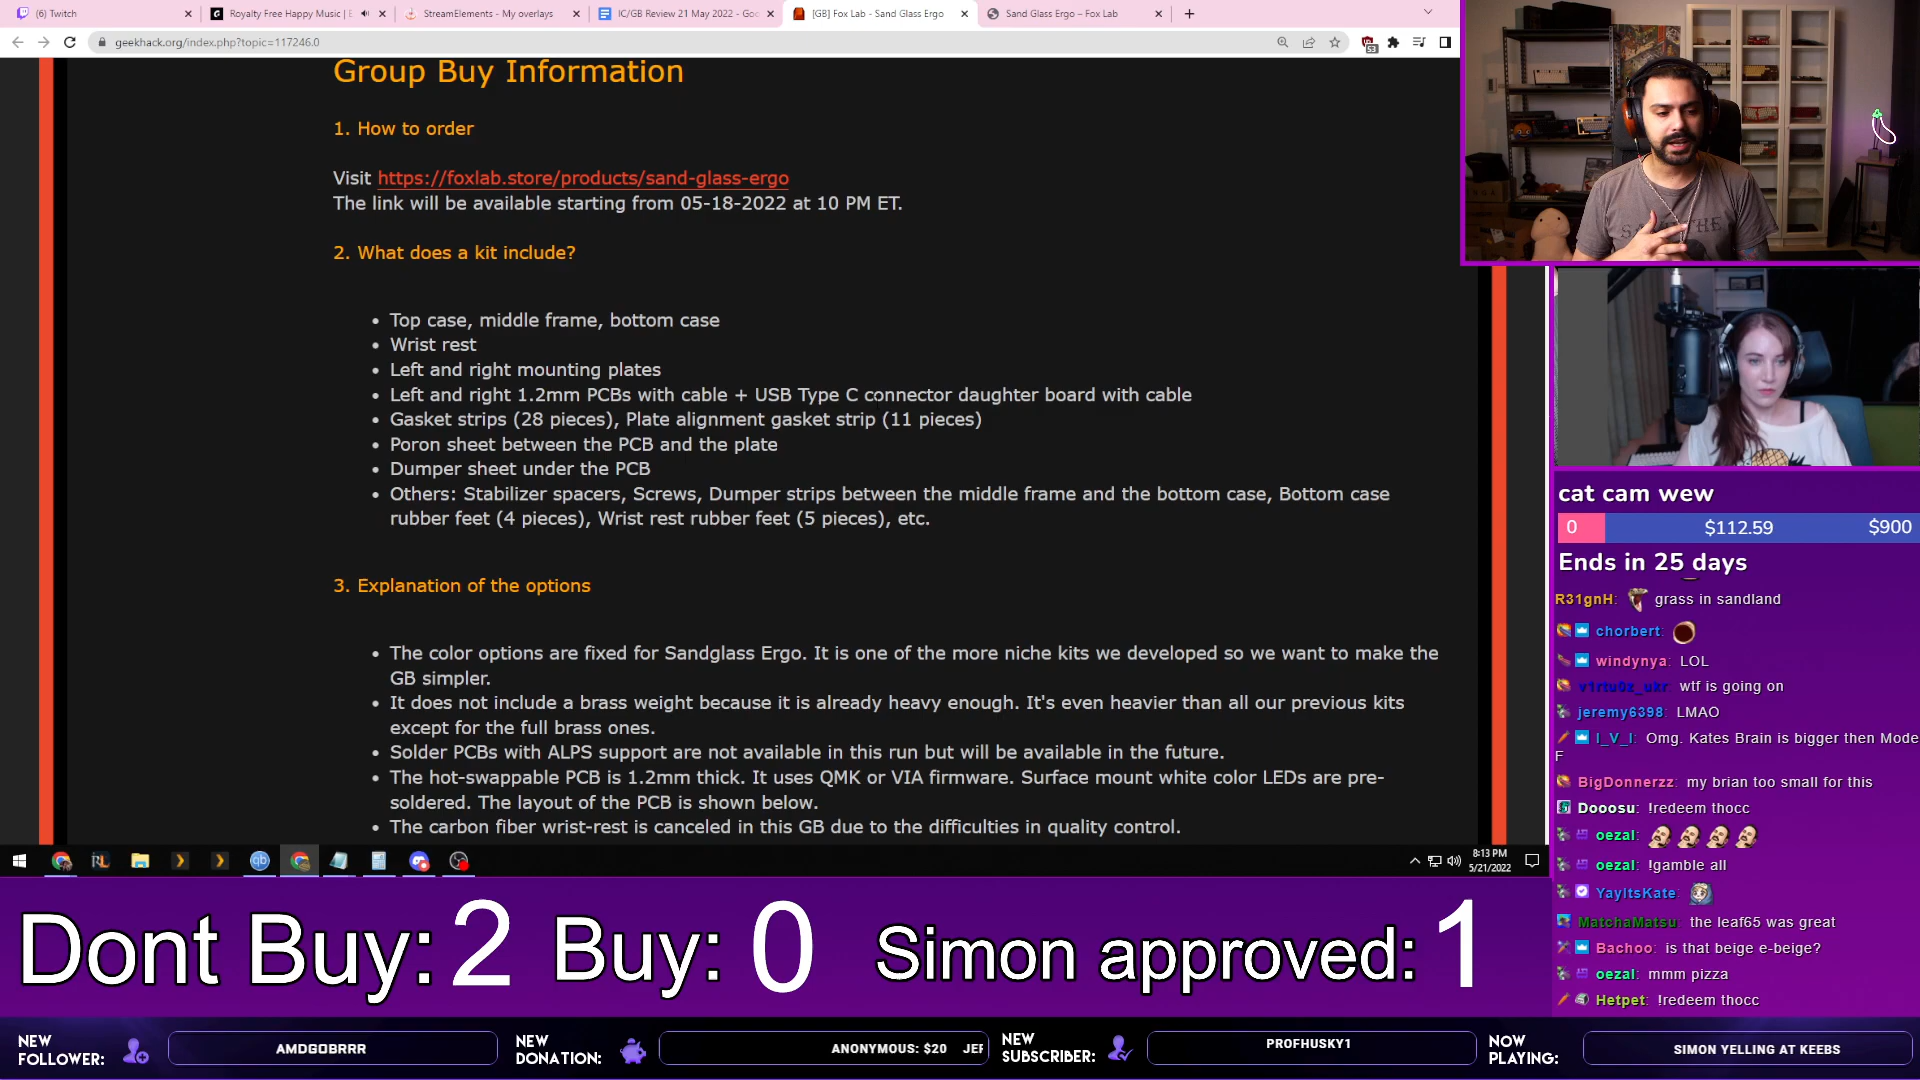 (6) Twitch
Royalty Free Happy Music | E
StreamElements - My overlays
IC/GB Review 21 May 2022 - Goo
[GB] Fox Lab - Sand Glass Ergo
Sand Glass Ergo – Fox Lab
geekhack.org/index.php?topic=117246.0
53
Group Buy Information
1. How to order
Visit https://foxlab.store/products/sand-glass-ergo
The link will be available starting from 05-18-2022 at 10 PM ET.
2. What does a kit include?
• Top case, middle frame, bottom case
• Wrist rest
• Left and right mounting plates
• Left and right 1.2mm PCBs with cable + USB Type C connector daughter board with cable
• Gasket strips (28 pieces), Plate alignment gasket strip (11 pieces)
• Poron sheet between the PCB and the plate
• Dumper sheet under the PCB
• Others: Stabilizer spacers, Screws, Dumper strips between the middle frame and the bottom case, Bottom case
rubber feet (4 pieces), Wrist rest rubber feet (5 pieces), etc.
3. Explanation of the options
• The color options are fixed for Sandglass Ergo. It is one of the more niche kits we developed so we want to make the
GB simpler.
• It does not include a brass weight because it is already heavy enough. It's even heavier than all our previous kits
except for the full brass ones.
• Solder PCBs with ALPS support are not available in this run but will be available in the future.
• The hot-swappable PCB is 1.2mm thick. It uses QMK or VIA firmware. Surface mount white color LEDs are pre-
soldered. The layout of the PCB is shown below.
• The carbon fiber wrist-rest is canceled in this GB due to the difficulties in quality control.
8:13 PM
5/21/2022
cat cam wew
0 $112.59 $900
Ends in 25 days
R31gnH: grass in sandland
chorbert:
windynya: LOL
v1rtu0z_ukr: wtf is going on
jeremy6398: LMAO
I_V_I: Omg. Kates Brain is bigger then Mode
F
BigDonnerzz: my brian too small for this
Dooosu: !redeem thocc
oezal:
oezal: !gamble all
YayItsKate:
MatchaMatsu: the leaf65 was great
Bachoo: is that beige e-beige?
oezal: mmm pizza
Hetpet: !redeem thocc
Dont Buy: 2 Buy: 0 Simon approved: 1
NEW
FOLLOWER:
AMDGOBRRR
NEW
DONATION:
ANONYMOUS: $20 JEF
NEW
SUBSCRIBER:
PROFHUSKY1
NOW
PLAYING:
SIMON YELLING AT KEEBS